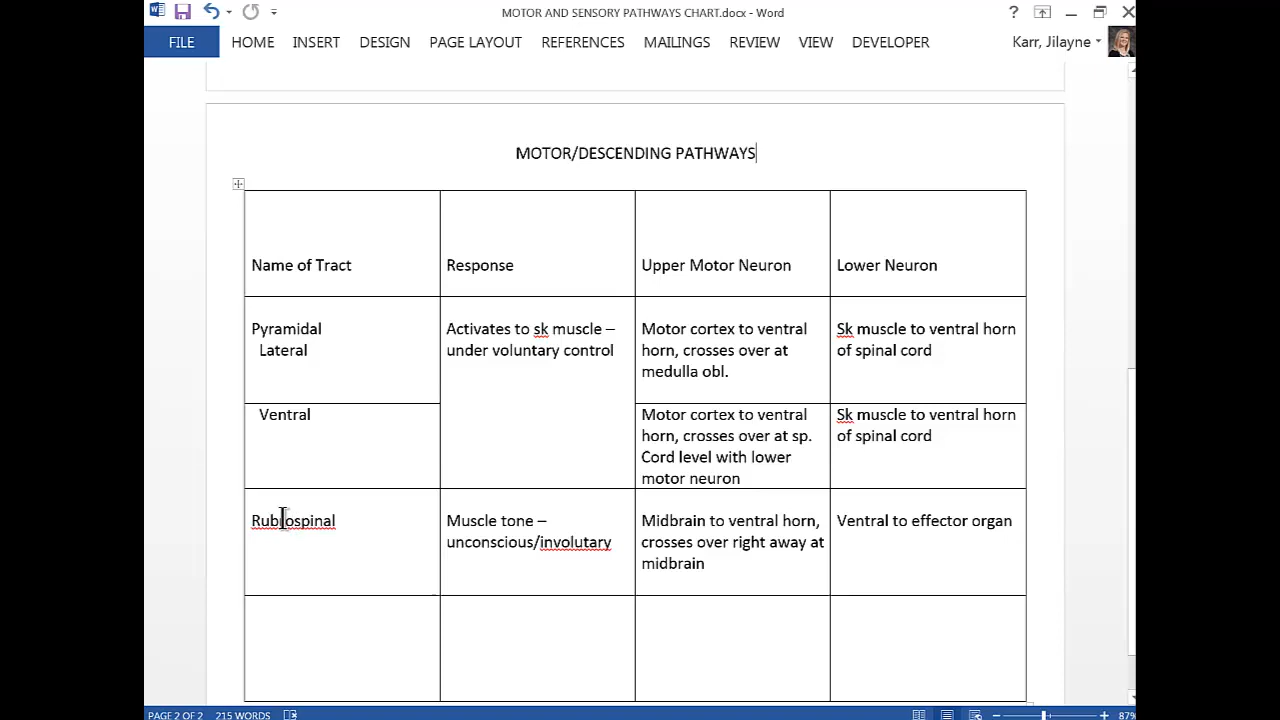 MOTOR AND SENSORY PATHWAYS CHART.docx - Word
?
FILE HOME INSERT DESIGN PAGE LAYOUT REFERENCES MAILINGS REVIEW VIEW DEVELOPER Karr, Jilayne
MOTOR/DESCENDING PATHWAYS
Name of Tract
Response
Upper Motor Neuron
Lower Neuron
Pyramidal
Lateral
Activates to sk muscle –
under voluntary control
Motor cortex to ventral
horn, crosses over at
medulla obl.
Sk muscle to ventral horn
of spinal cord
Ventral
Motor cortex to ventral
horn, crosses over at sp.
Cord level with lower
motor neuron
Sk muscle to ventral horn
of spinal cord
Muscle tone –
unconscious/involutary
Midbrain to ventral horn,
crosses over right away at
midbrain
Ventral to effector organ
PAGE 2 OF 2 215 WORDS 87%